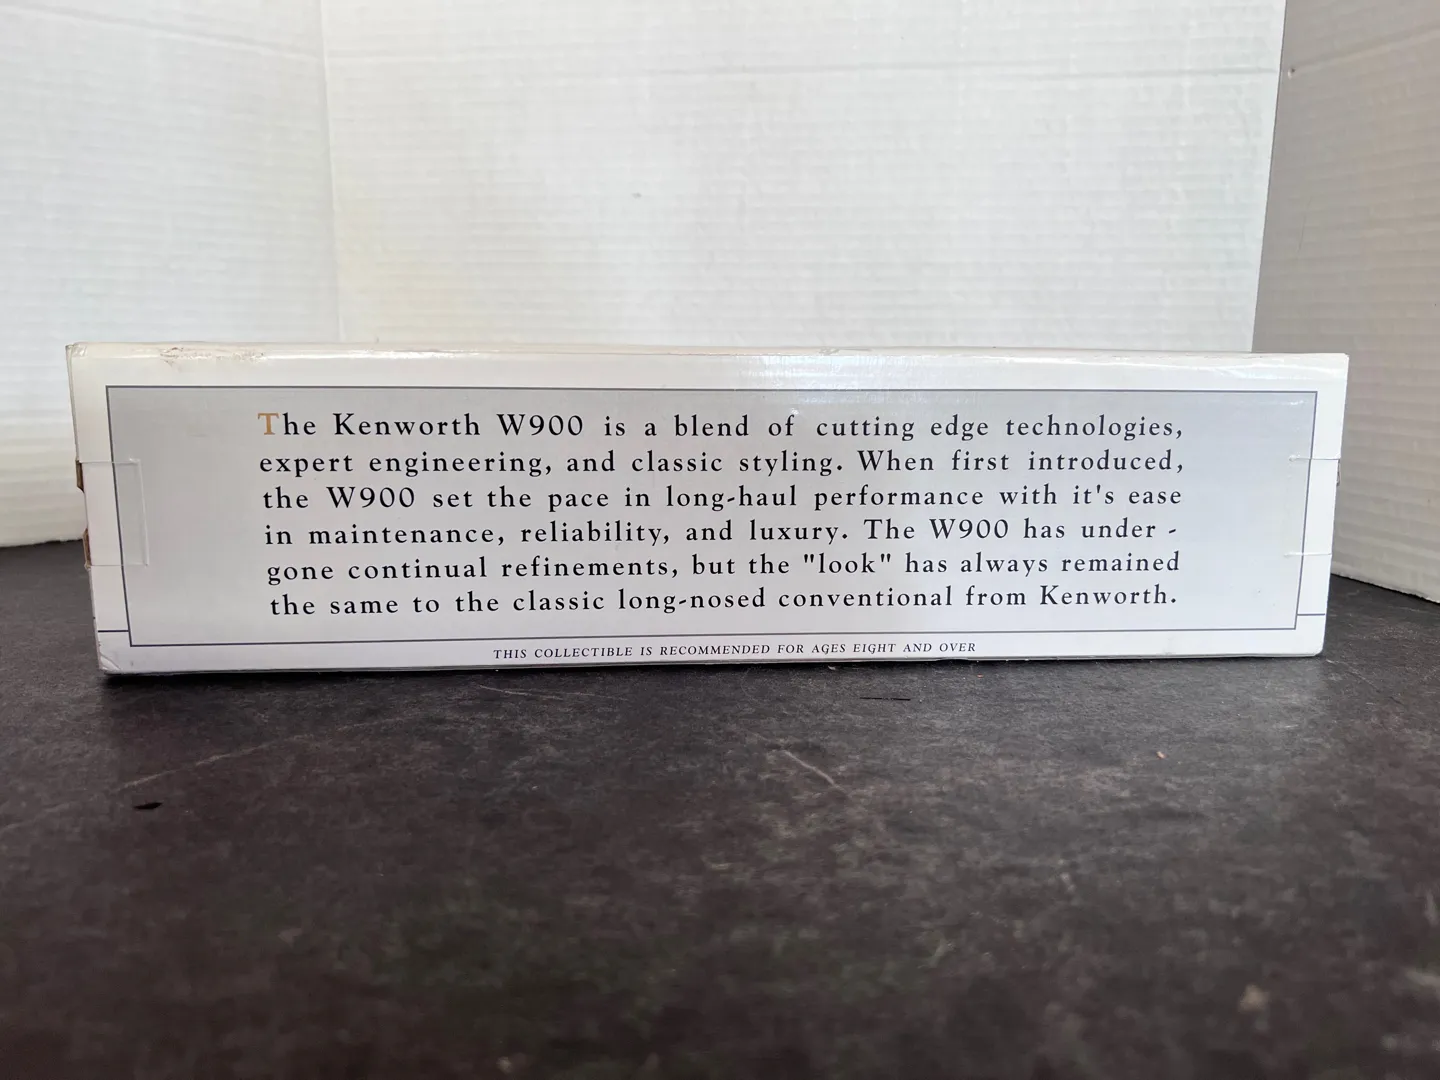 The Kenworth W900 is a blend of cutting edge technologies,
expert engineering, and classic styling. When first introduced,
the W900 set the pace in long-haul performance with it's ease
in maintenance, reliability, and luxury. The W900 has under -
gone continual refinements, but the "look" has always remained
the same to the classic long-nosed conventional from Kenworth.
THIS COLLECTIBLE IS RECOMMENDED FOR AGES EIGHT AND OVER